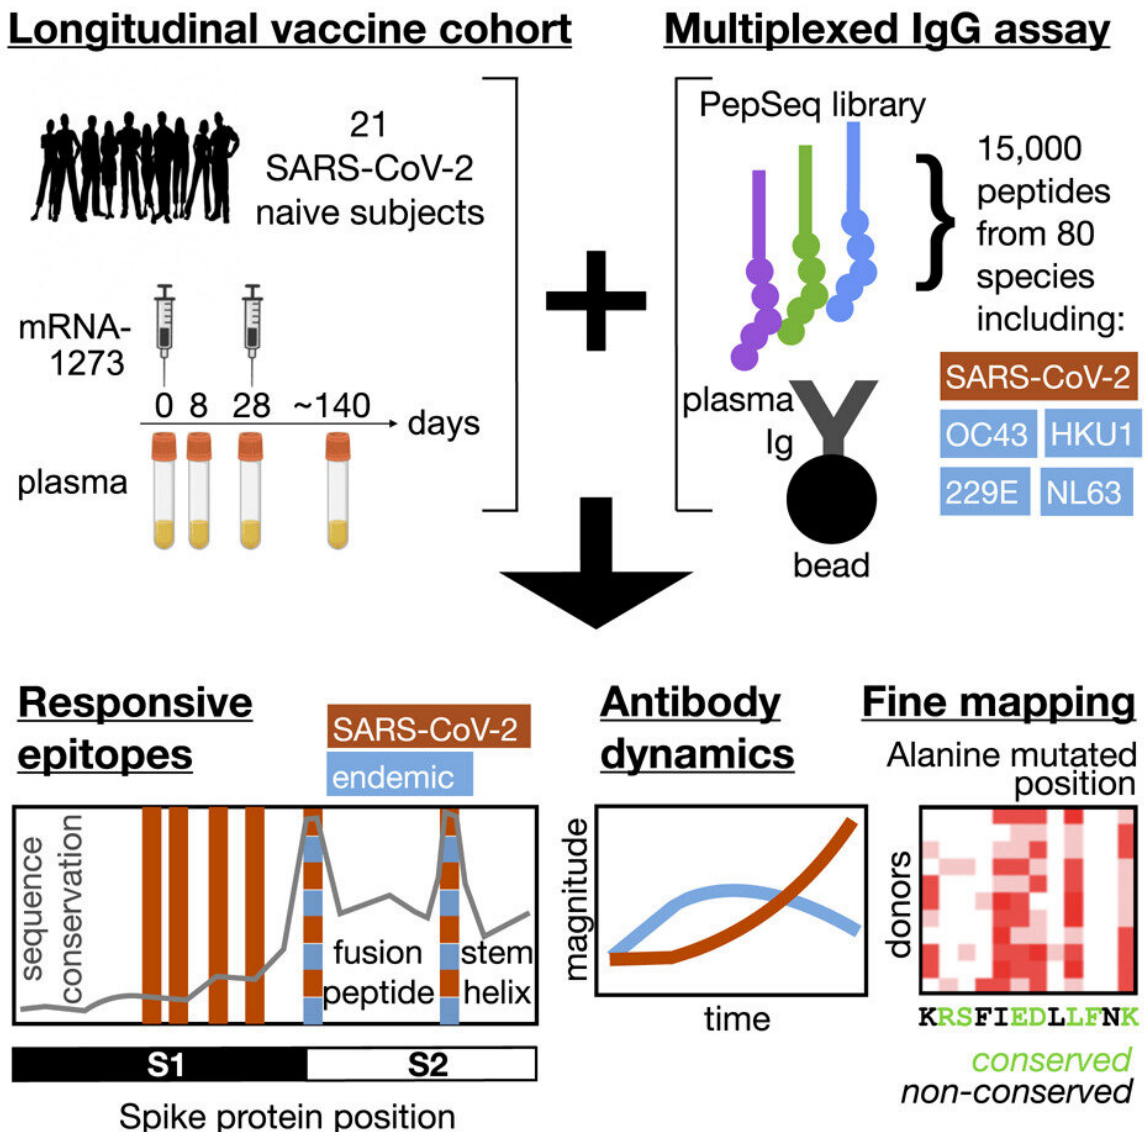 Longitudinal vaccine cohort
21
SARS-CoV-2
naive subjects
mRNA-
1273
0 8 28 ~140
days
plasma
Multiplexed IgG assay
PepSeq library
15,000
peptides
from 80
species
including:
SARS-CoV-2
OC43 HKU1
229E NL63
plasma
Ig
bead
Responsive
epitopes
SARS-CoV-2
endemic
sequence
conservation
fusion
peptide
stem
helix
S1 S2
Spike protein position
Antibody
dynamics
magnitude
time
Fine mapping
Alanine mutated
position
donors
KRSFIEDLLFNK
conserved
non-conserved